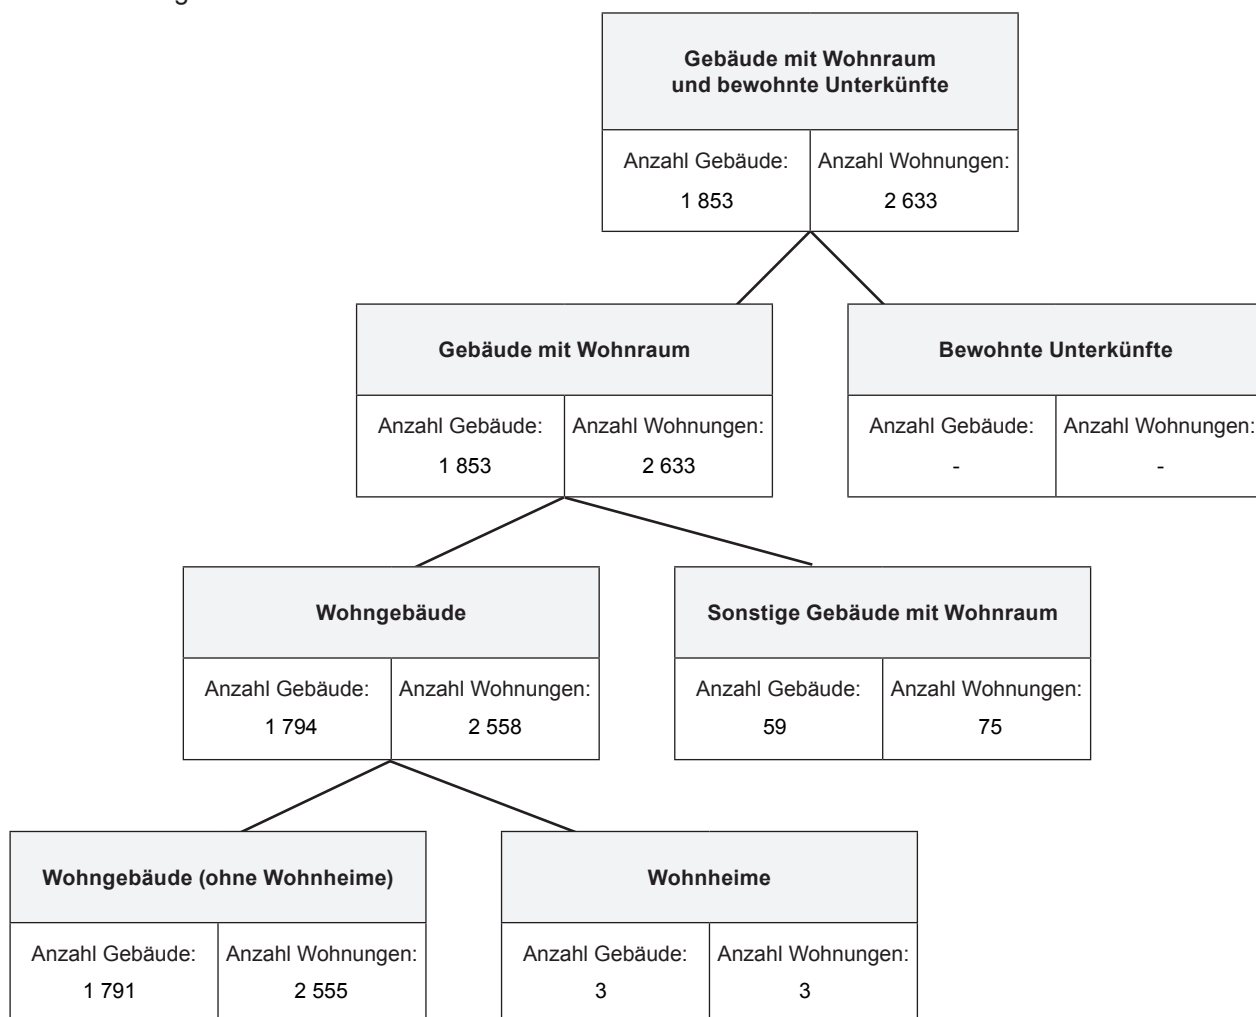 Gebäude mit Wohnraum
und bewohnte Unterkünfte
Anzahl Gebäude: Anzahl Wohnungen:
1 853 2 633
Gebäude mit Wohnraum Bewohnte Unterkünfte
Anzahl Gebäude: Anzahl Wohnungen: Anzahl Gebäude: Anzahl Wohnungen:
1 853 2 633 - -
Wohngebäude Sonstige Gebäude mit Wohnraum
Anzahl Gebäude: Anzahl Wohnungen: Anzahl Gebäude: Anzahl Wohnungen:
1 794 2 558 59 75
Wohngebäude (ohne Wohnheime) Wohnheime
Anzahl Gebäude: Anzahl Wohnungen: Anzahl Gebäude: Anzahl Wohnungen:
1 791 2 555 3 3